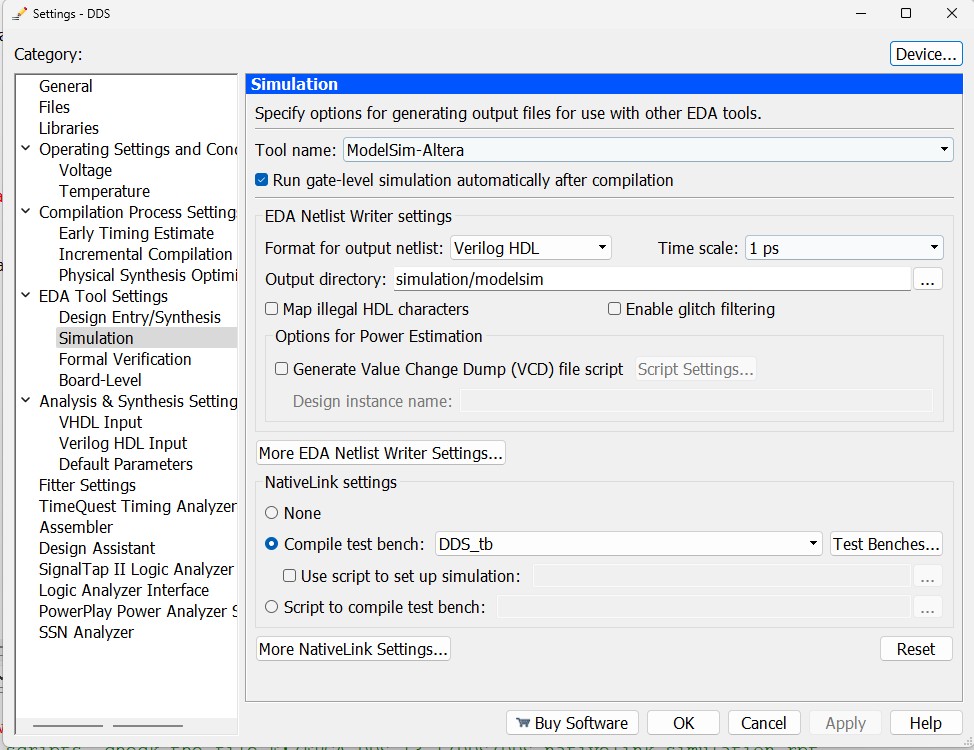 Settings - DDS
Category:
Device...
General
Files
Libraries
Operating Settings and Con
Voltage
Temperature
Compilation Process Setting
Early Timing Estimate
Incremental Compilation
Physical Synthesis Optimi
EDA Tool Settings
Design Entry/Synthesis
Simulation
Formal Verification
Board-Level
Analysis & Synthesis Setting
VHDL Input
Verilog HDL Input
Default Parameters
Fitter Settings
TimeQuest Timing Analyzer
Assembler
Design Assistant
SignalTap II Logic Analyzer
Logic Analyzer Interface
PowerPlay Power Analyzer S
SSN Analyzer
Simulation
Specify options for generating output files for use with other EDA tools.
Tool name: ModelSim-Altera
Run gate-level simulation automatically after compilation
EDA Netlist Writer settings
Format for output netlist: Verilog HDL Time scale: 1 ps
Output directory: simulation/modelsim ...
Map illegal HDL characters Enable glitch filtering
Options for Power Estimation
Generate Value Change Dump (VCD) file script Script Settings...
Design instance name:
More EDA Netlist Writer Settings...
NativeLink settings
None
Compile test bench: DDS_tb Test Benches...
Use script to set up simulation: ...
Script to compile test bench: ...
More NativeLink Settings... Reset
Buy Software OK Cancel Apply Help